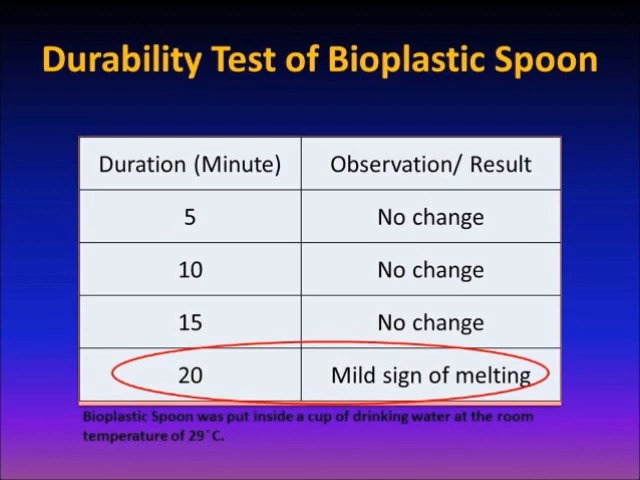 Durability Test of Bioplastic Spoon
Duration (Minute) Observation/ Result
5 No change
10 No change
15 No change
20 Mild sign of melting
Bioplastic Spoon was put inside a cup of drinking water at the room
temperature of 29˚C.